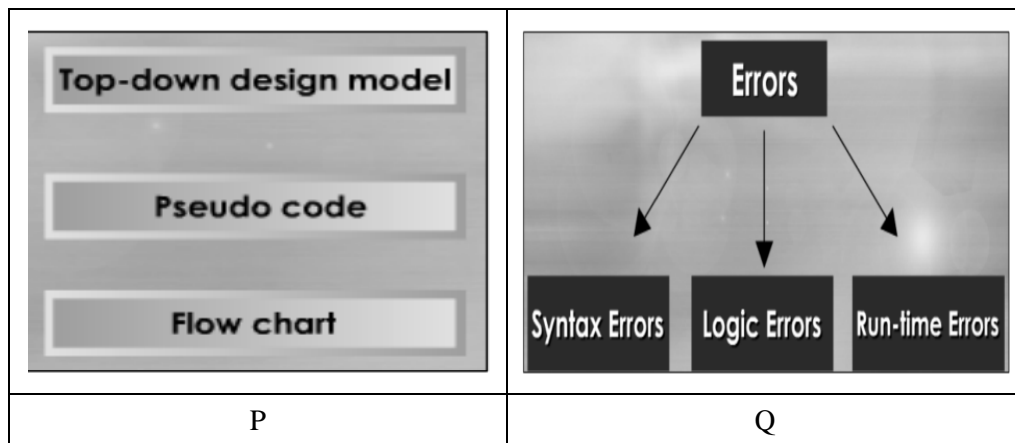 Top-down design model
Pseudo code
Flow chart
Errors
Syntax Errors
Logic Errors
Run-time Errors
P
Q